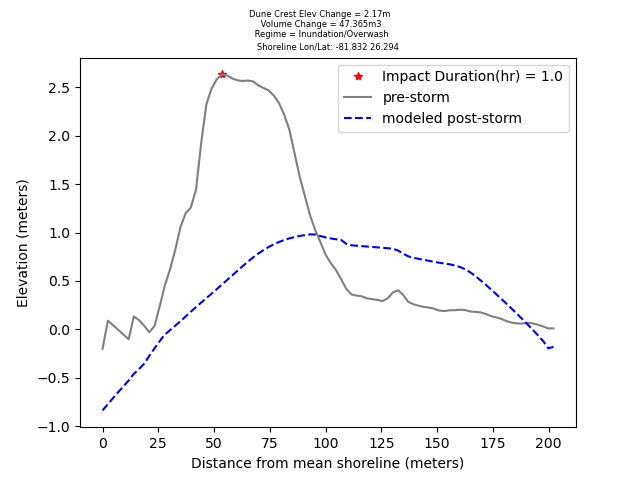 Dune Crest Elev Change = 2.17m
Volume Change = 47.365m3
Regime = Inundation/Overwash
Shoreline Lon/Lat: -81.832 26.294
Impact Duration(hr) = 1.0
pre-storm
modeled post-storm
Elevation (meters)
2.5
2.0
1.5
1.0
0.5
0.0
−0.5
−1.0
0 25 50 75 100 125 150 175 200
Distance from mean shoreline (meters)